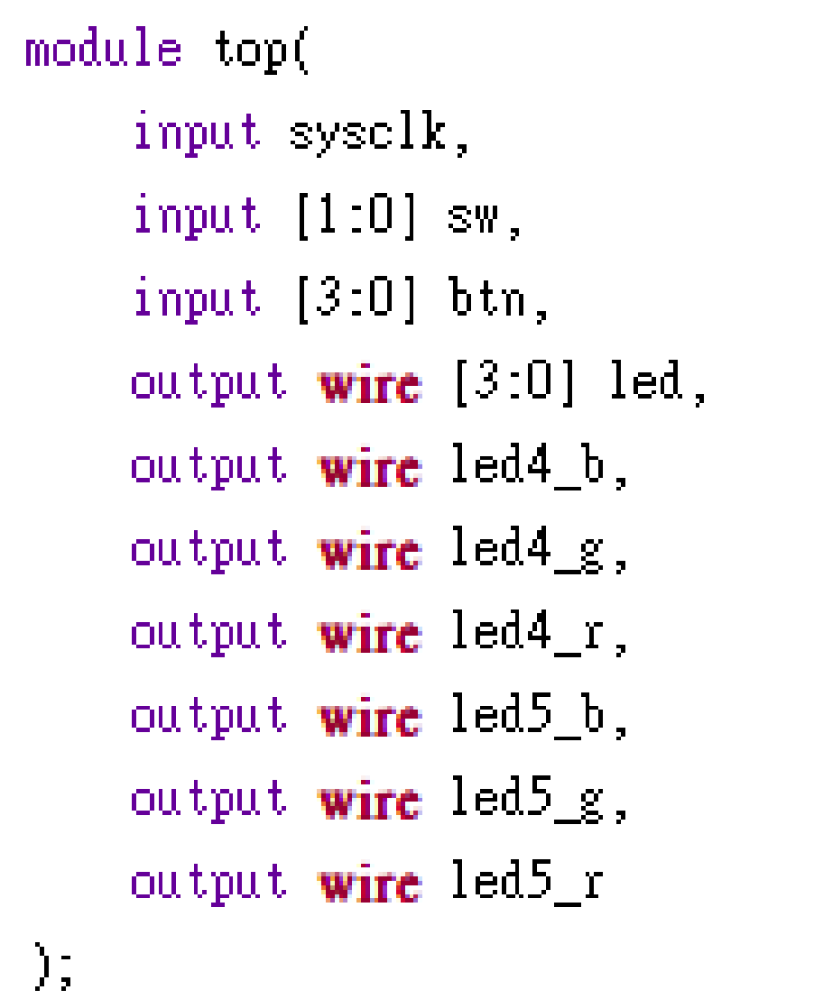 module top(
    input sysclk,
    input [1:0] sw,
    input [3:0] btn,
    output wire [3:0] led,
    output wire led4_b,
    output wire led4_g,
    output wire led4_r,
    output wire led5_b,
    output wire led5_g,
    output wire led5_r
);